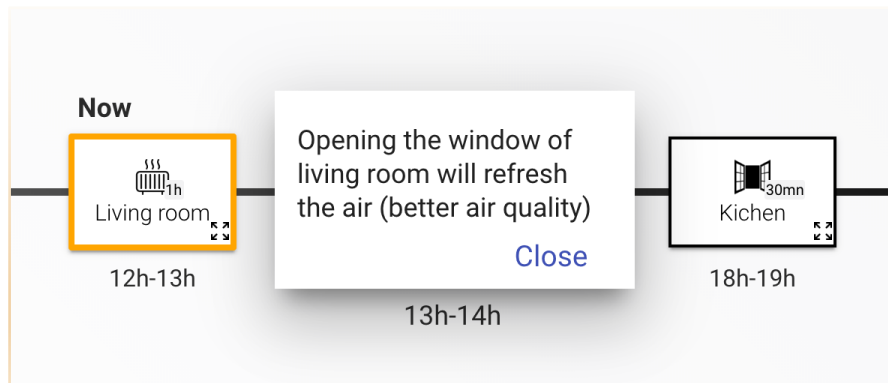 Now
1h
Living room
12h-13h
Opening the window of
living room will refresh
the air (better air quality)
Close
13h-14h
30mn
Kichen
18h-19h